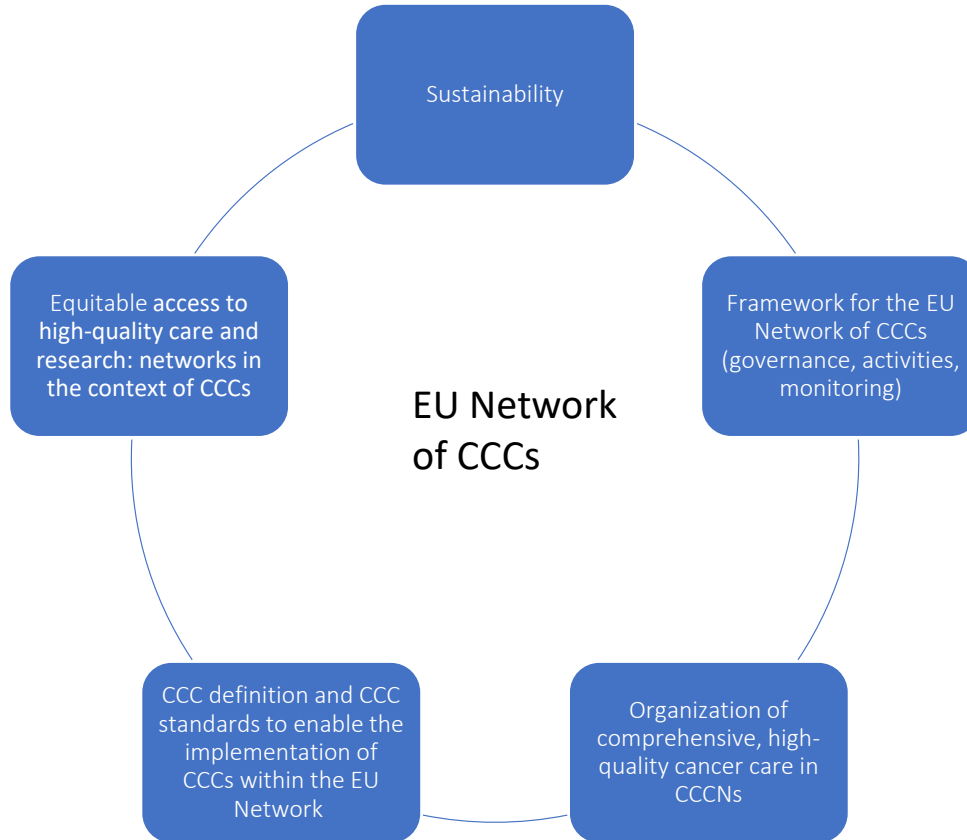 Sustainability
Equitable access to
high-quality care and
research: networks in
the context of CCCs
Framework for the EU
Network of CCCs
(governance, activities,
monitoring)
EU Network
of CCCs
CCC definition and CCC
standards to enable the
implementation of
CCCs within the EU
Network
Organization of
comprehensive, high-
quality cancer care in
CCCNs